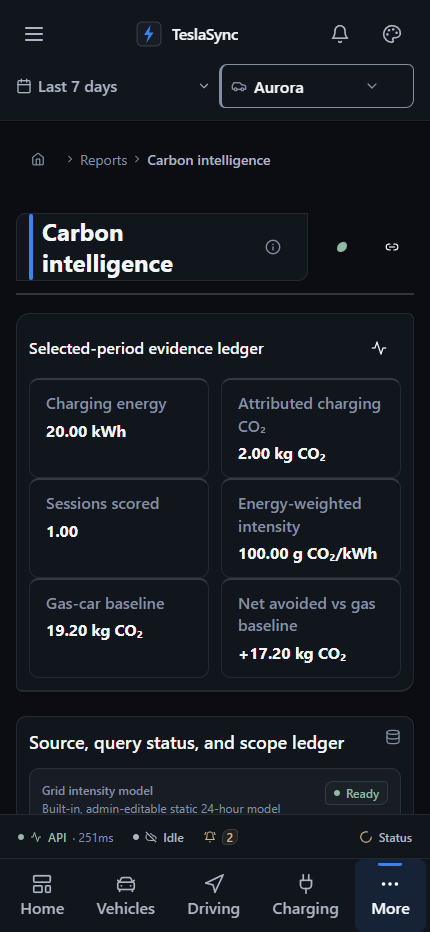 TeslaSync
Last 7 days
Aurora
Reports
Carbon intelligence
Carbon
intelligence
Selected-period evidence ledger
Charging energy
20.00 kWh
Attributed charging
CO₂
2.00 kg CO₂
Sessions scored
1.00
Energy-weighted
intensity
100.00 g CO₂/kWh
Gas-car baseline
19.20 kg CO₂
Net avoided vs gas
baseline
+17.20 kg CO₂
Source, query status, and scope ledger
Grid intensity model
Ready
Built-in, admin-editable static 24-hour model
API · 251ms
Idle
2
Status
Home
Vehicles
Driving
Charging
More